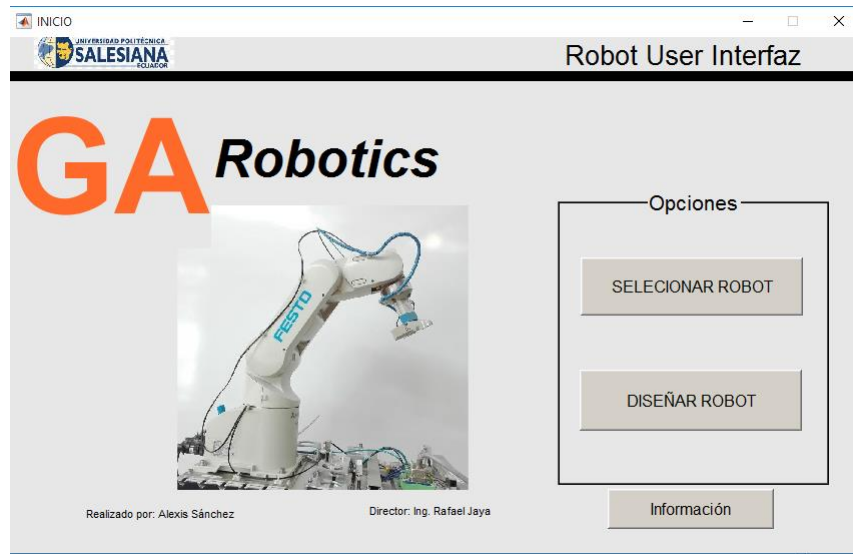 INICIO
UNIVERSIDAD POLITÉCNICA
SALESIANA
ECUADOR
Robot User Interfaz
GA Robotics
FESTO
Opciones
SELECIONAR ROBOT
DISEÑAR ROBOT
Información
Realizado por: Alexis Sánchez
Director: Ing. Rafael Jaya